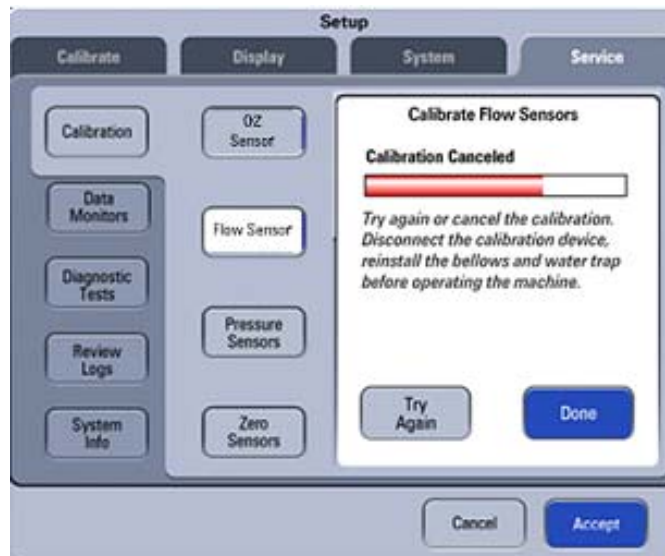 Setup
Calibrate
Display
System
Service
Calibration
Data
Monitors
Diagnostic
Tests
Review
Logs
System
Info
O2
Sensor
Flow Sensor
Pressure
Sensors
Zero
Sensors
Calibrate Flow Sensors
Calibration Canceled
Try again or cancel the calibration.
Disconnect the calibration device,
reinstall the bellows and water trap
before operating the machine.
Try
Again
Done
Cancel
Accept